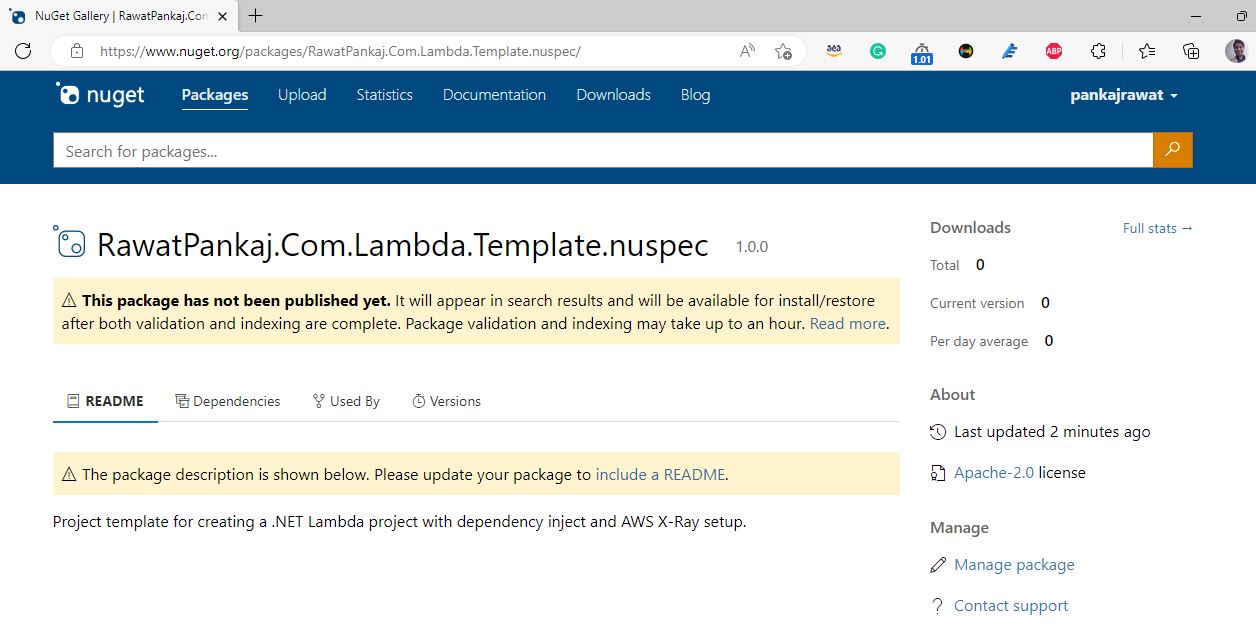 NuGet Gallery | RawatPankaj.Com
https://www.nuget.org/packages/RawatPankaj.Com.Lambda.Template.nuspec/
aea
G
1.01
ABP
nuget Packages Upload Statistics Documentation Downloads Blog pankajrawat
Search for packages...
RawatPankaj.Com.Lambda.Template.nuspec 1.0.0
This package has not been published yet. It will appear in search results and will be available for install/restore
after both validation and indexing are complete. Package validation and indexing may take up to an hour. Read more.
README Dependencies Used By Versions
The package description is shown below. Please update your package to include a README.
Project template for creating a .NET Lambda project with dependency inject and AWS X-Ray setup.
Downloads Full stats →
Total 0
Current version 0
Per day average 0
About
Last updated 2 minutes ago
Apache-2.0 license
Manage
Manage package
? Contact support